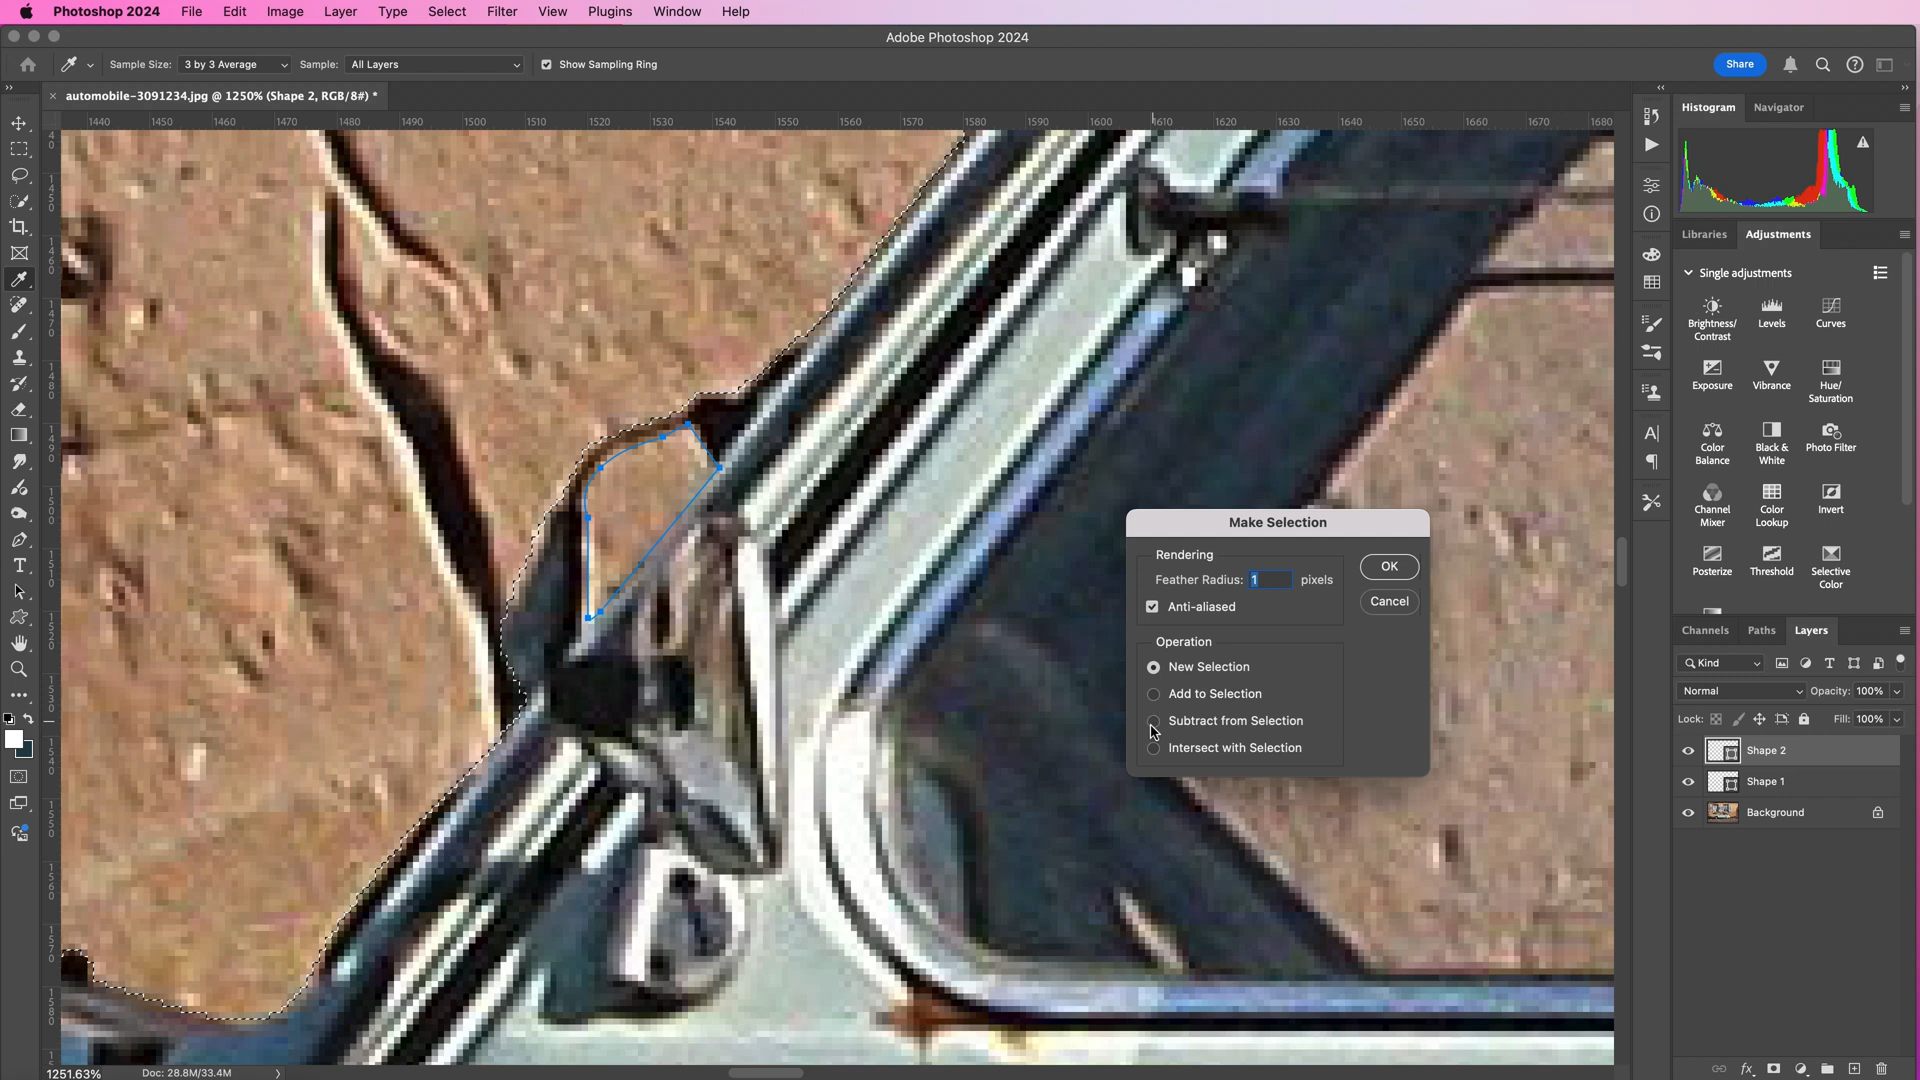 Photoshop 2024 File Edit Image Layer Type Select Filter View Plugins Window Help
Adobe Photoshop 2024
Sample Size: 3 by 3 Average Sample: All Layers Show Sampling Ring Share
automobile-3091234.jpg @ 1250% (Shape 2, RGB/8#) *
1440 1450 1460 1470 1480 1490 1500 1510 1520 1530 1540 1550 1560 1570 1580 1590 1600 1610 1620 1630 1640 1650 1660 1670 1680
Histogram Navigator
Libraries Adjustments
Single adjustments
Brightness/
Contrast
Levels
Curves
Exposure
Vibrance
Hue/
Saturation
Color
Balance
Black &
White
Photo Filter
Channel
Mixer
Color
Lookup
Invert
Posterize
Threshold
Selective
Color
Make Selection
Rendering
Feather Radius: 1 pixels
Anti-aliased
OK
Cancel
Operation
New Selection
Add to Selection
Subtract from Selection
Intersect with Selection
Channels Paths Layers
Kind
Normal Opacity: 100%
Lock: Fill: 100%
Shape 2
Shape 1
Background
1251.63% Doc: 28.8M/33.4M